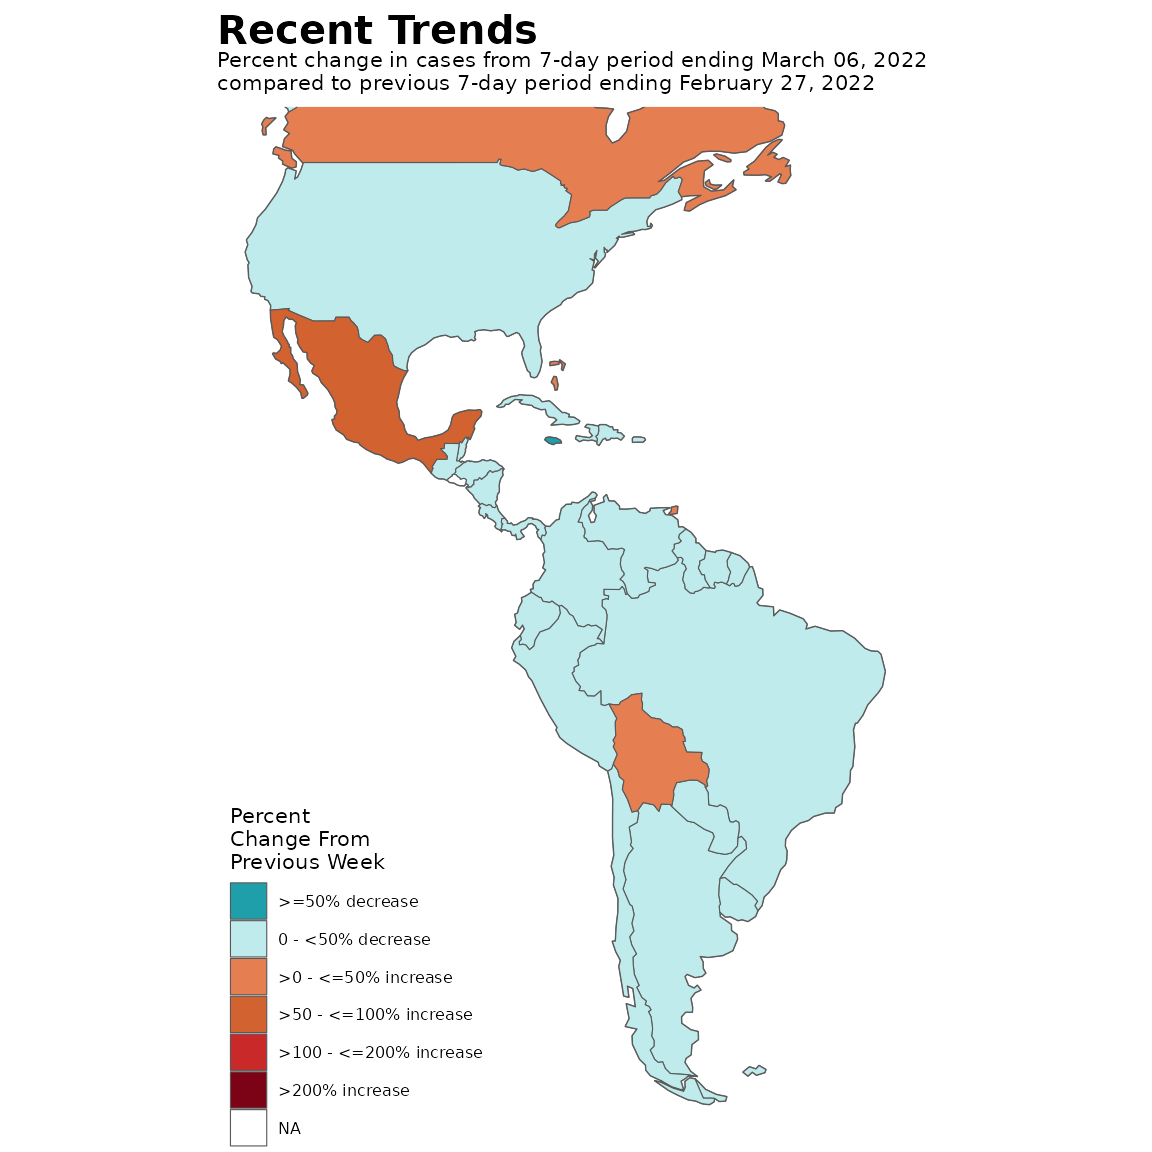 Recent Trends
Percent change in cases from 7-day period ending March 06, 2022
compared to previous 7-day period ending February 27, 2022
Percent
Change From
Previous Week
>=50% decrease
0 - <50% decrease
>0 - <=50% increase
>50 - <=100% increase
>100 - <=200% increase
>200% increase
NA